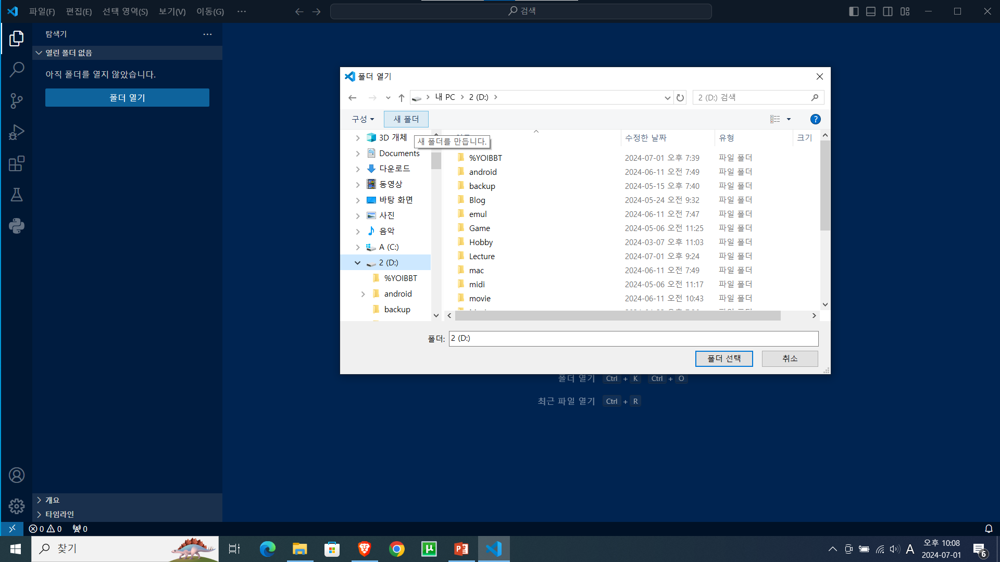 파일(F) 편집(E) 선택 영역(S) 보기(V) 이동(G) ··· 검색
탐색기
열린 폴더 없음
아직 폴더를 열지 않았습니다.
폴더 열기
개요
타임라인
폴더 열기
내 PC > 2 (D:) >
2 (D:) 검색
구성
새 폴더
새 폴더를 만듭니다.
3D 개체
Documents
다운로드
동영상
바탕 화면
사진
음악
A (C:)
2 (D:)
%YOIBBT
android
backup
수정한 날짜 유형 크기
%YOIBBT 2024-07-01 오후 7:39 파일 폴더
android 2024-06-11 오전 7:49 파일 폴더
backup 2024-05-15 오후 7:40 파일 폴더
Blog 2024-05-24 오전 9:32 파일 폴더
emul 2024-06-11 오전 7:47 파일 폴더
Game 2024-05-06 오전 11:25 파일 폴더
Hobby 2024-03-07 오후 11:03 파일 폴더
Lecture 2024-07-01 오후 9:24 파일 폴더
mac 2024-06-11 오전 7:49 파일 폴더
midi 2024-05-06 오전 11:17 파일 폴더
movie 2024-06-11 오전 10:43 파일 폴더
폴더: 2 (D:)
폴더 선택 취소
폴더 열기 Ctrl + K Ctrl + O
최근 파일 열기 Ctrl + R
0 0 0
찾기
A
오후 10:08
2024-07-01
6